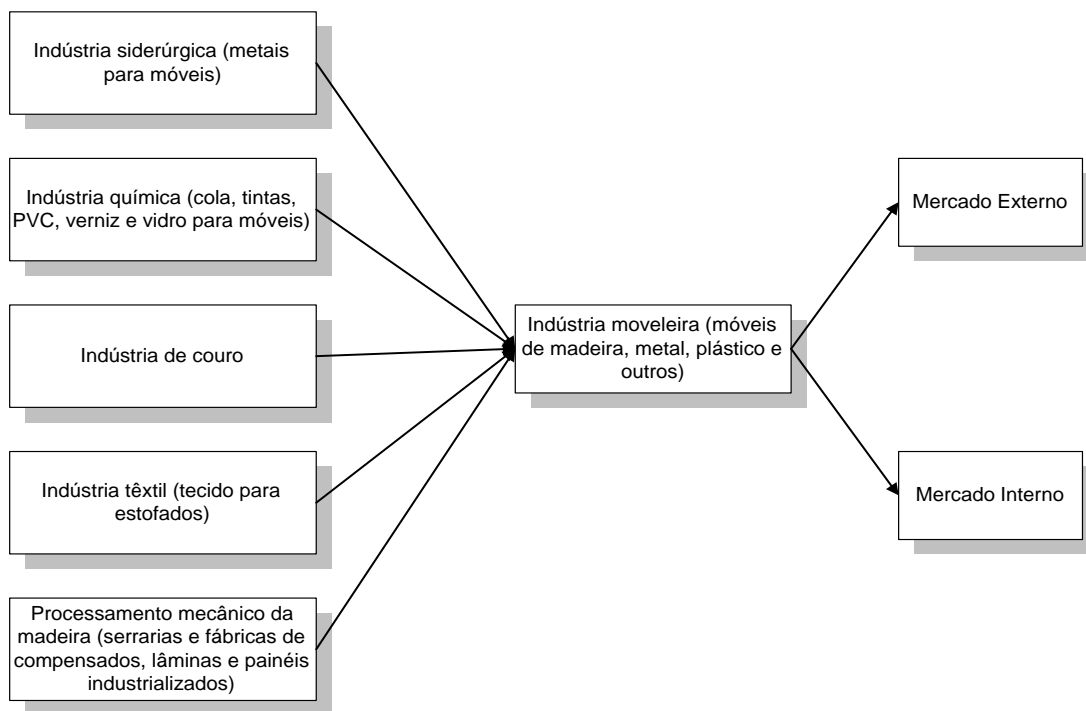 Indústria siderúrgica (metais
para móveis)
Indústria química (cola, tintas,
PVC, verniz e vidro para móveis)
Indústria de couro
Indústria têxtil (tecido para
estofados)
Processamento mecânico da
madeira (serrarias e fábricas de
compensados, lâminas e painéis
industrializados)
Indústria moveleira (móveis
de madeira, metal, plástico e
outros)
Mercado Externo
Mercado Interno